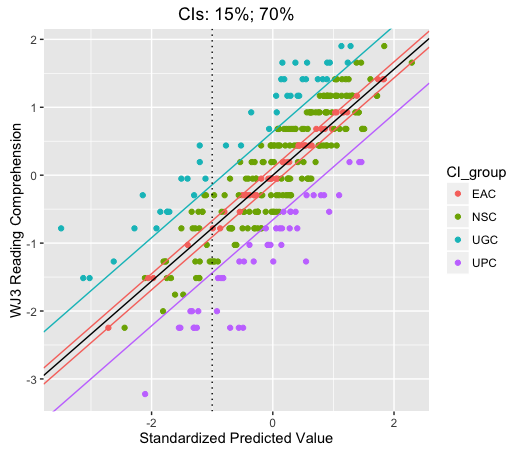 CIs: 15%; 70%
WJ3 Reading Comprehension
2
1
0
-1
-2
-3
-2
0
2
Standardized Predicted Value
CI_group
EAC
NSC
UGC
UPC